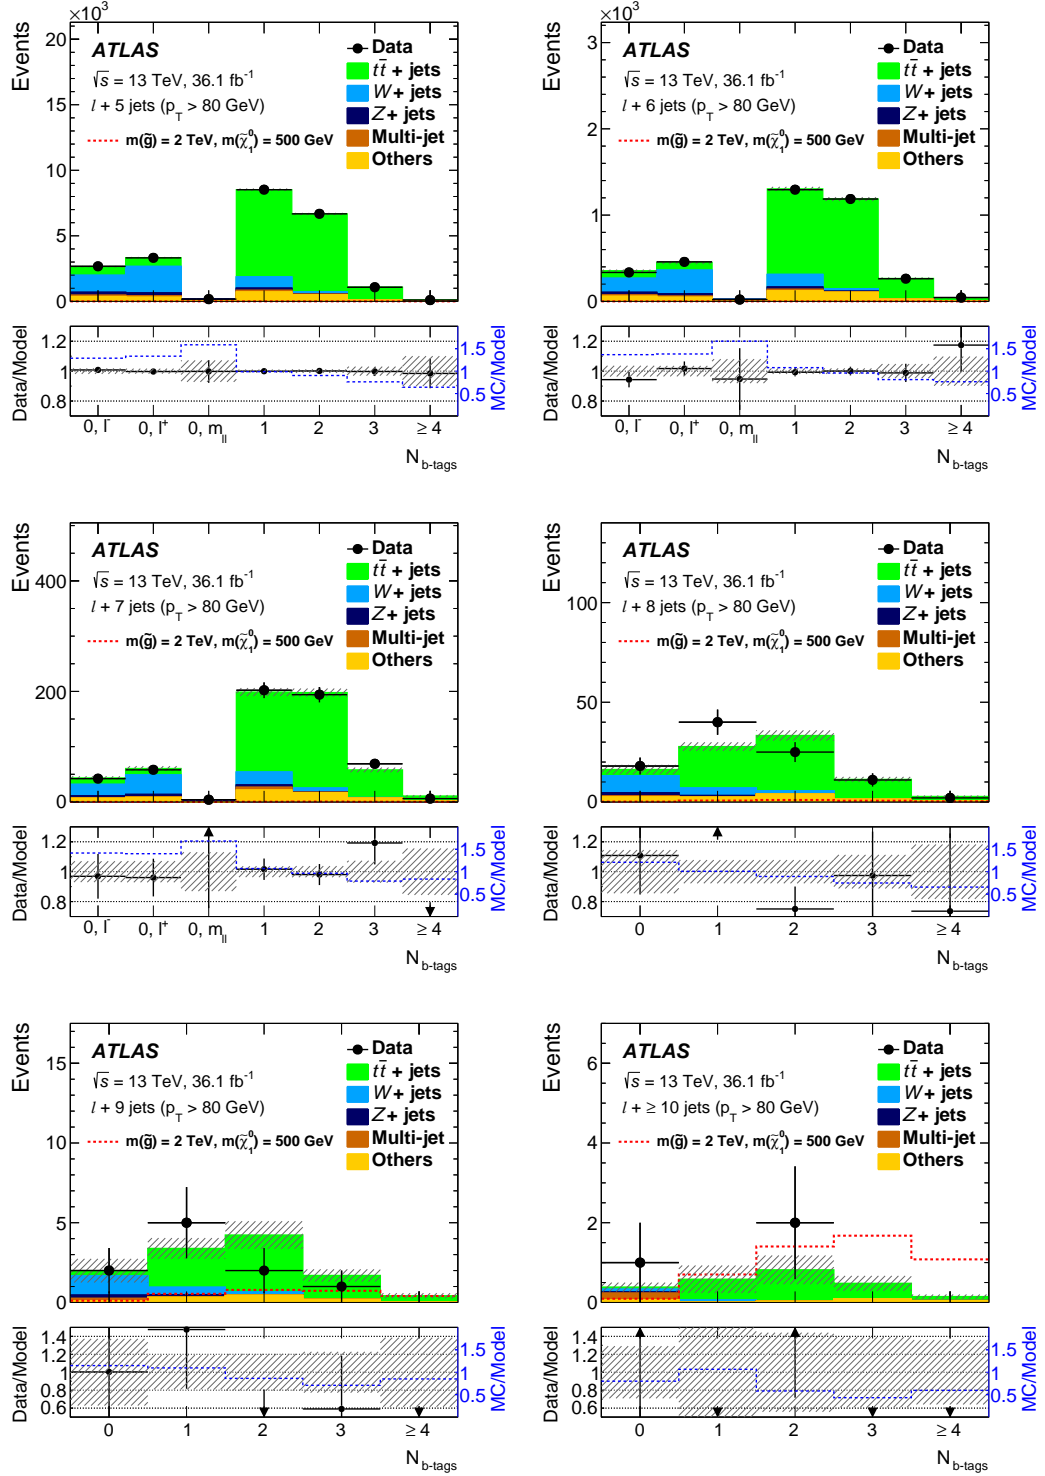 ×10³
Events
20
15
10
5
0
ATLAS
√s = 13 TeV, 36.1 fb⁻¹
l + 5 jets (p_T > 80 GeV)
m(g̃) = 2 TeV, m(χ̃₁⁰) = 500 GeV
Data
tt̄ + jets
W + jets
Z + jets
Multi-jet
Others
Data/Model
1.2
1
0.8
MC/Model
1.5
1
0.5
0, l⁻ 0, l⁺ 0, m_ll 1 2 3 ≥ 4
N_b-tags
×10³
Events
3
2
1
0
ATLAS
√s = 13 TeV, 36.1 fb⁻¹
l + 6 jets (p_T > 80 GeV)
m(g̃) = 2 TeV, m(χ̃₁⁰) = 500 GeV
Data
tt̄ + jets
W + jets
Z + jets
Multi-jet
Others
Data/Model
1.2
1
0.8
MC/Model
1.5
1
0.5
0, l⁻ 0, l⁺ 0, m_ll 1 2 3 ≥ 4
N_b-tags
Events
400
200
0
ATLAS
√s = 13 TeV, 36.1 fb⁻¹
l + 7 jets (p_T > 80 GeV)
m(g̃) = 2 TeV, m(χ̃₁⁰) = 500 GeV
Data
tt̄ + jets
W + jets
Z + jets
Multi-jet
Others
Data/Model
1.2
1
0.8
MC/Model
1.5
1
0.5
0, l⁻ 0, l⁺ 0, m_ll 1 2 3 ≥ 4
N_b-tags
Events
100
50
0
ATLAS
√s = 13 TeV, 36.1 fb⁻¹
l + 8 jets (p_T > 80 GeV)
m(g̃) = 2 TeV, m(χ̃₁⁰) = 500 GeV
Data
tt̄ + jets
W + jets
Z + jets
Multi-jet
Others
Data/Model
1.2
1
0.8
MC/Model
1.5
1
0.5
0 1 2 3 ≥ 4
N_b-tags
Events
15
10
5
0
ATLAS
√s = 13 TeV, 36.1 fb⁻¹
l + 9 jets (p_T > 80 GeV)
m(g̃) = 2 TeV, m(χ̃₁⁰) = 500 GeV
Data
tt̄ + jets
W + jets
Z + jets
Multi-jet
Others
Data/Model
1.4
1.2
1
0.8
0.6
MC/Model
1.5
1
0.5
0 1 2 3 ≥ 4
N_b-tags
Events
6
4
2
0
ATLAS
√s = 13 TeV, 36.1 fb⁻¹
l + ≥ 10 jets (p_T > 80 GeV)
m(g̃) = 2 TeV, m(χ̃₁⁰) = 500 GeV
Data
tt̄ + jets
W + jets
Z + jets
Multi-jet
Others
Data/Model
1.4
1.2
1
0.8
0.6
MC/Model
1.5
1
0.5
0 1 2 3 ≥ 4
N_b-tags